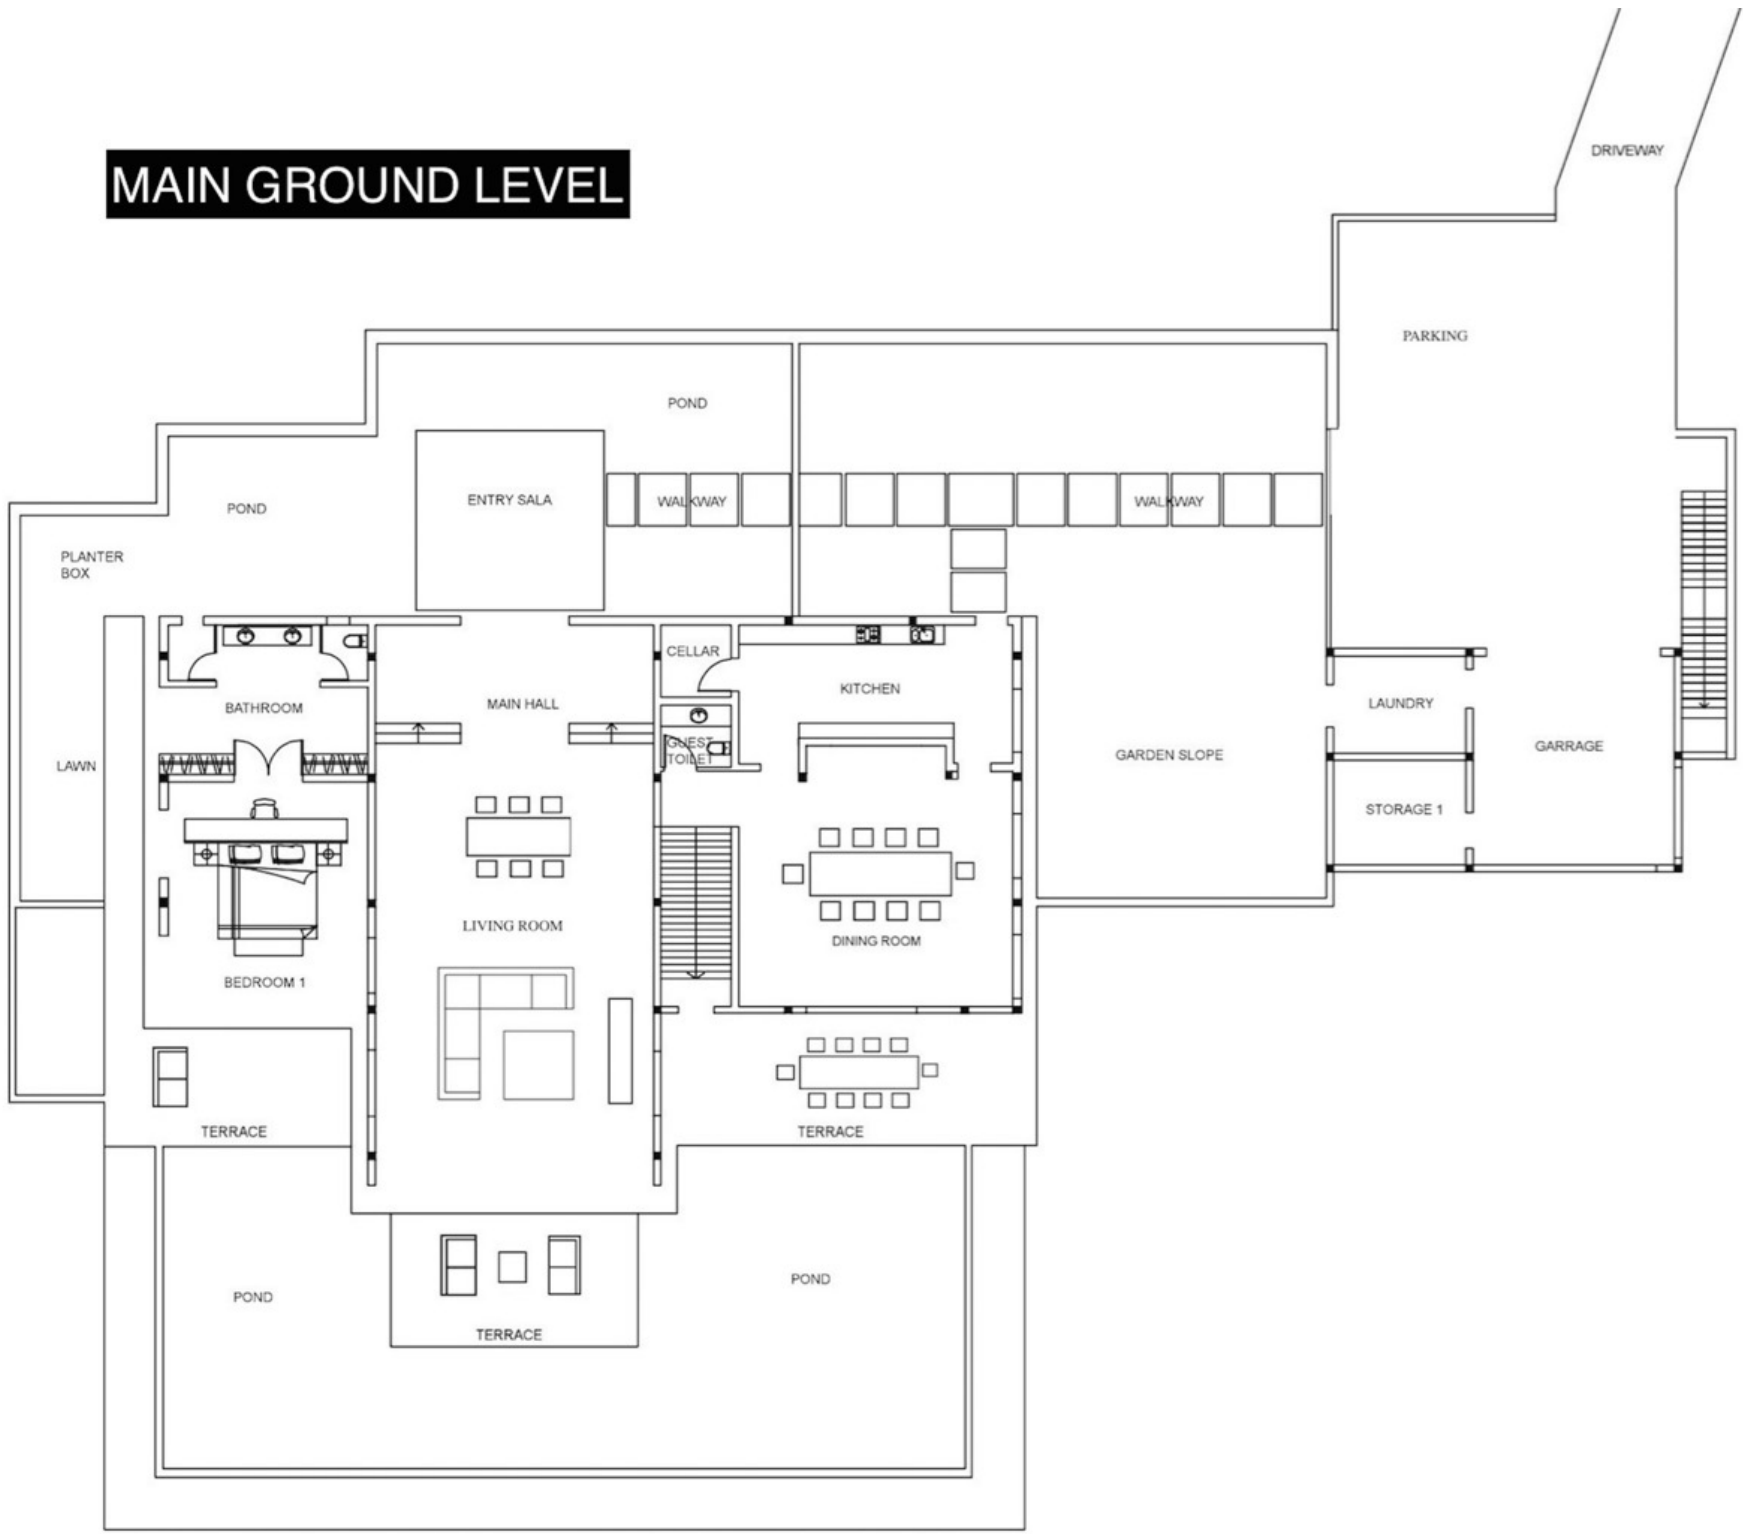 MAIN GROUND LEVEL
DRIVEWAY
PARKING
POND
ENTRY SALA
WALKWAY
WALKWAY
POND
PLANTER
BOX
CELLAR
KITCHEN
MAIN HALL
BATHROOM
LAUNDRY
GUEST
TOILET
GARRAGE
GARDEN SLOPE
LAWN
STORAGE 1
LIVING ROOM
DINING ROOM
BEDROOM 1
TERRACE
TERRACE
POND
POND
TERRACE